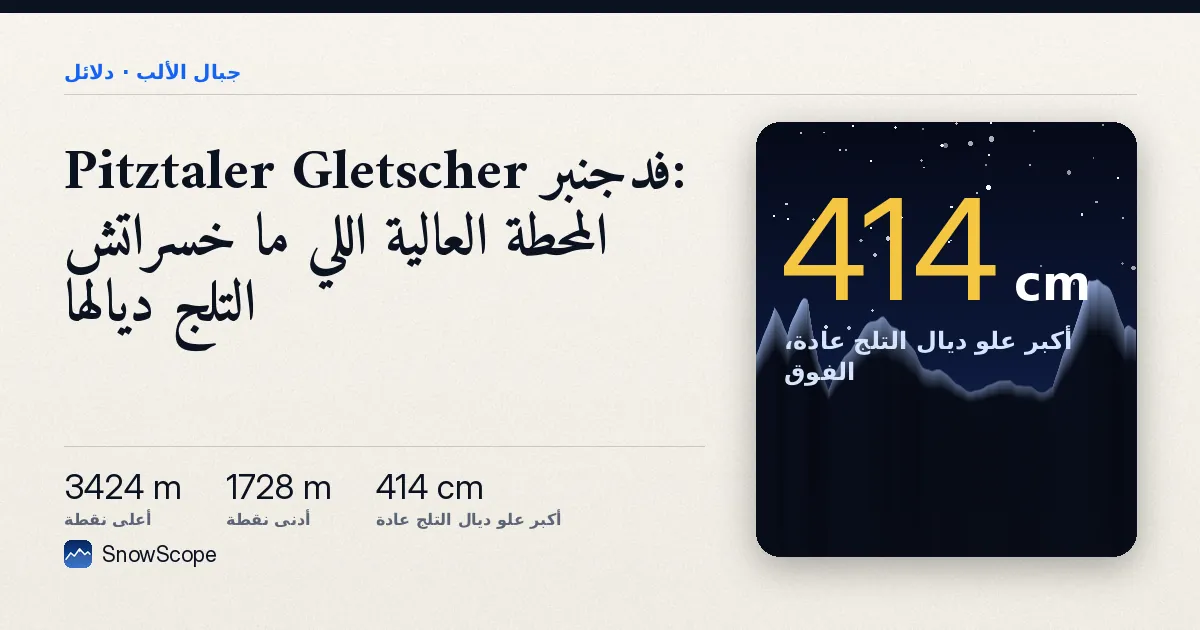 جبال الألب · دلائل
Pitztaler Gletscher فدجنبر:
المحطة العالية اللي ما خسراتش
التلج ديالها
414 cm
أكبر علو ديال التلج عادة،
الفوق
3424 m
أعلى نقطة
1728 m
أدنى نقطة
414 cm
أكبر علو ديال التلج عادة
SnowScope